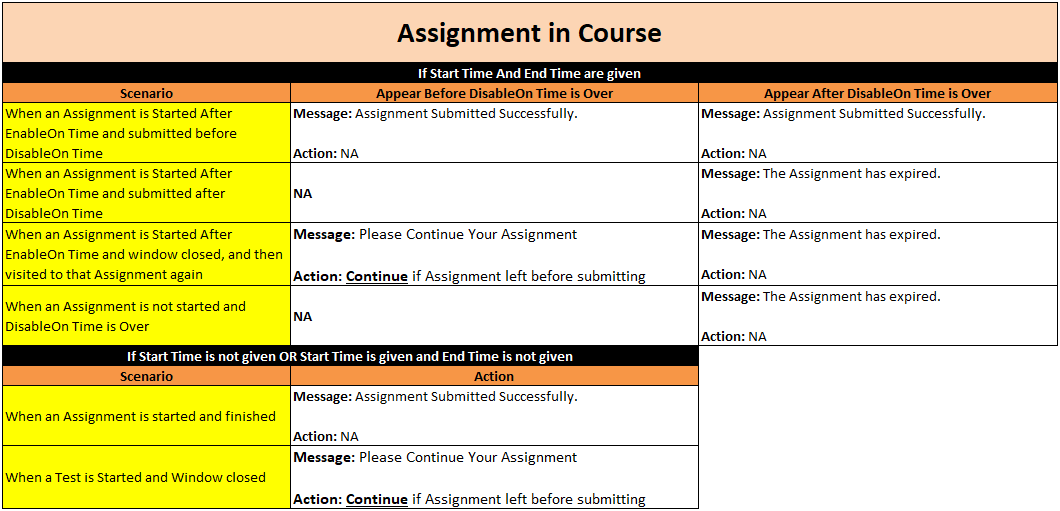 Assignment in Course
If Start Time And End Time are given
Scenario
Appear Before DisableOn Time is Over
Appear After DisableOn Time is Over
When an Assignment is Started After
EnableOn Time and submitted before
DisableOn Time
Message: Assignment Submitted Successfully.
Action: NA
Message: Assignment Submitted Successfully.
Action: NA
When an Assignment is Started After
EnableOn Time and submitted after
DisableOn Time
NA
Message: The Assignment has expired.
Action: NA
When an Assignment is Started After
EnableOn Time and window closed, and then
visited to that Assignment again
Message: Please Continue Your Assignment
Action: Continue if Assignment left before submitting
Message: The Assignment has expired.
Action: NA
When an Assignment is not started and
DisableOn Time is Over
NA
Message: The Assignment has expired.
Action: NA
If Start Time is not given OR Start Time is given and End Time is not given
Scenario
Action
When an Assignment is started and finished
Message: Assignment Submitted Successfully.
Action: NA
When a Test is Started and Window closed
Message: Please Continue Your Assignment
Action: Continue if Assignment left before submitting